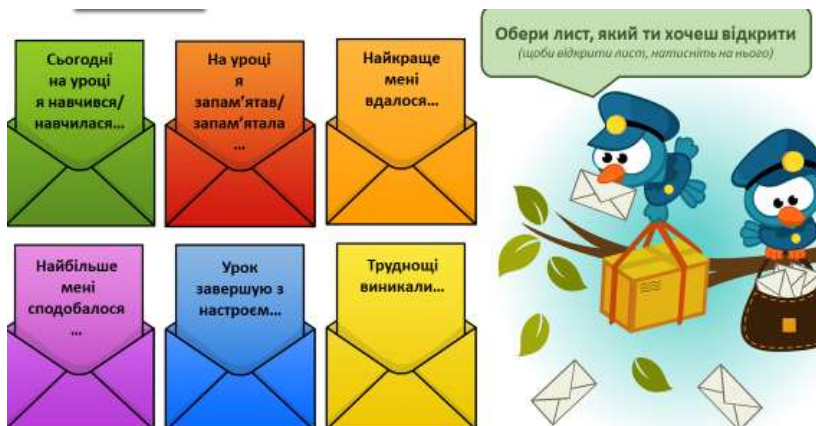 Сьогодні
на уроці
я навчився/
навчилася...
На уроці
я
запам'ятав/
запам'ятала
...
Найкраще
мені
вдалося...
Обери лист, який ти хочеш відкрити
(щоби відкрити лист, натисніть на нього)
Найбільше
мені
сподобалося
...
Урок
завершую з
настроєм...
Труднощі
виникали...